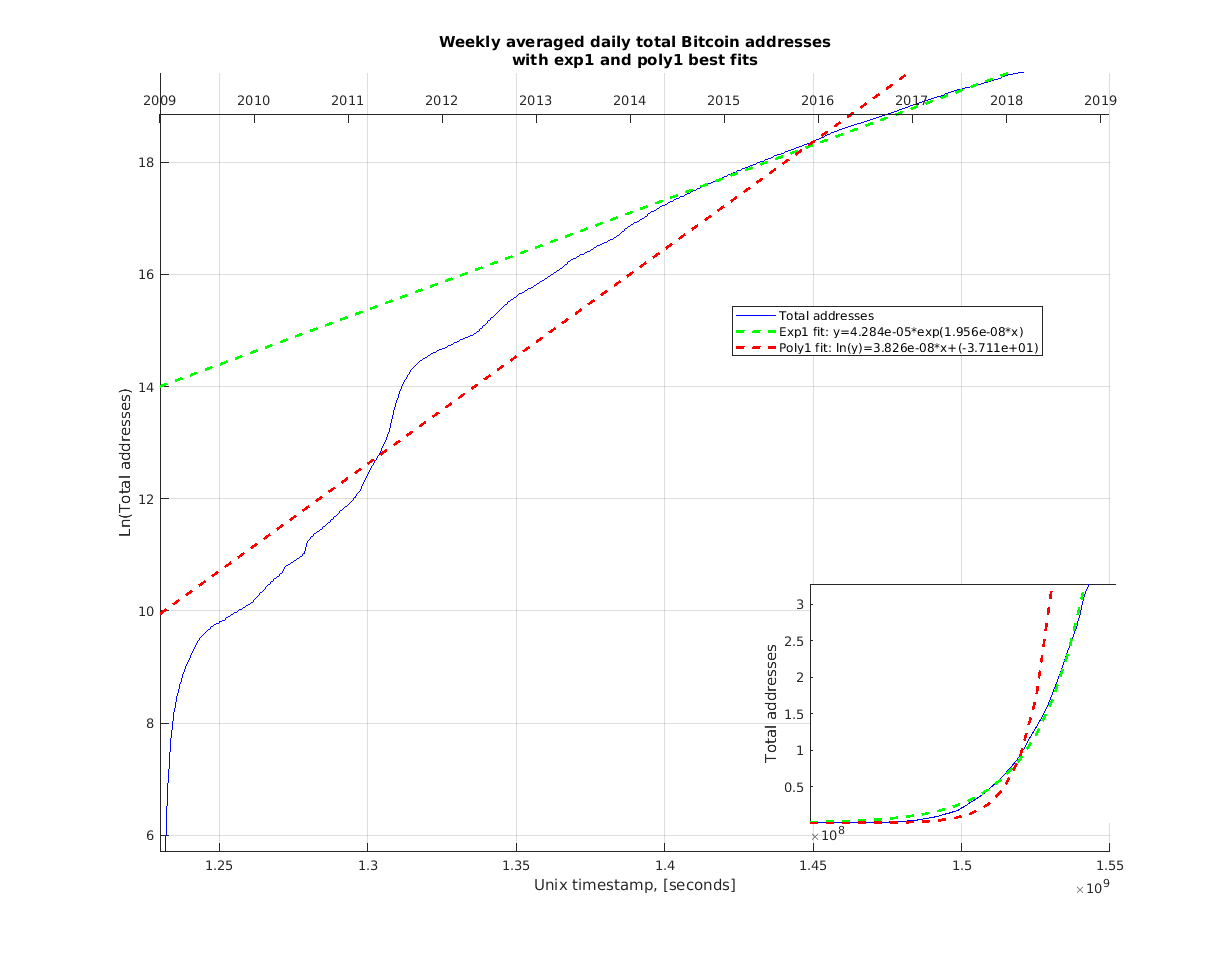 Weekly averaged daily total Bitcoin addresses
with exp1 and poly1 best fits
2009 2010 2011 2012 2013 2014 2015 2016 2017 2018 2019
18
16
14
12
10
8
6
Ln(Total addresses)
Total addresses
Exp1 fit: y=4.284e-05*exp(1.956e-08*x)
Poly1 fit: ln(y)=3.826e-08*x+(-3.711e+01)
3
2.5
2
1.5
1
0.5
Total addresses
×10^8
1.25 1.3 1.35 1.4 1.45 1.5 1.55
Unix timestamp, [seconds]
×10^9